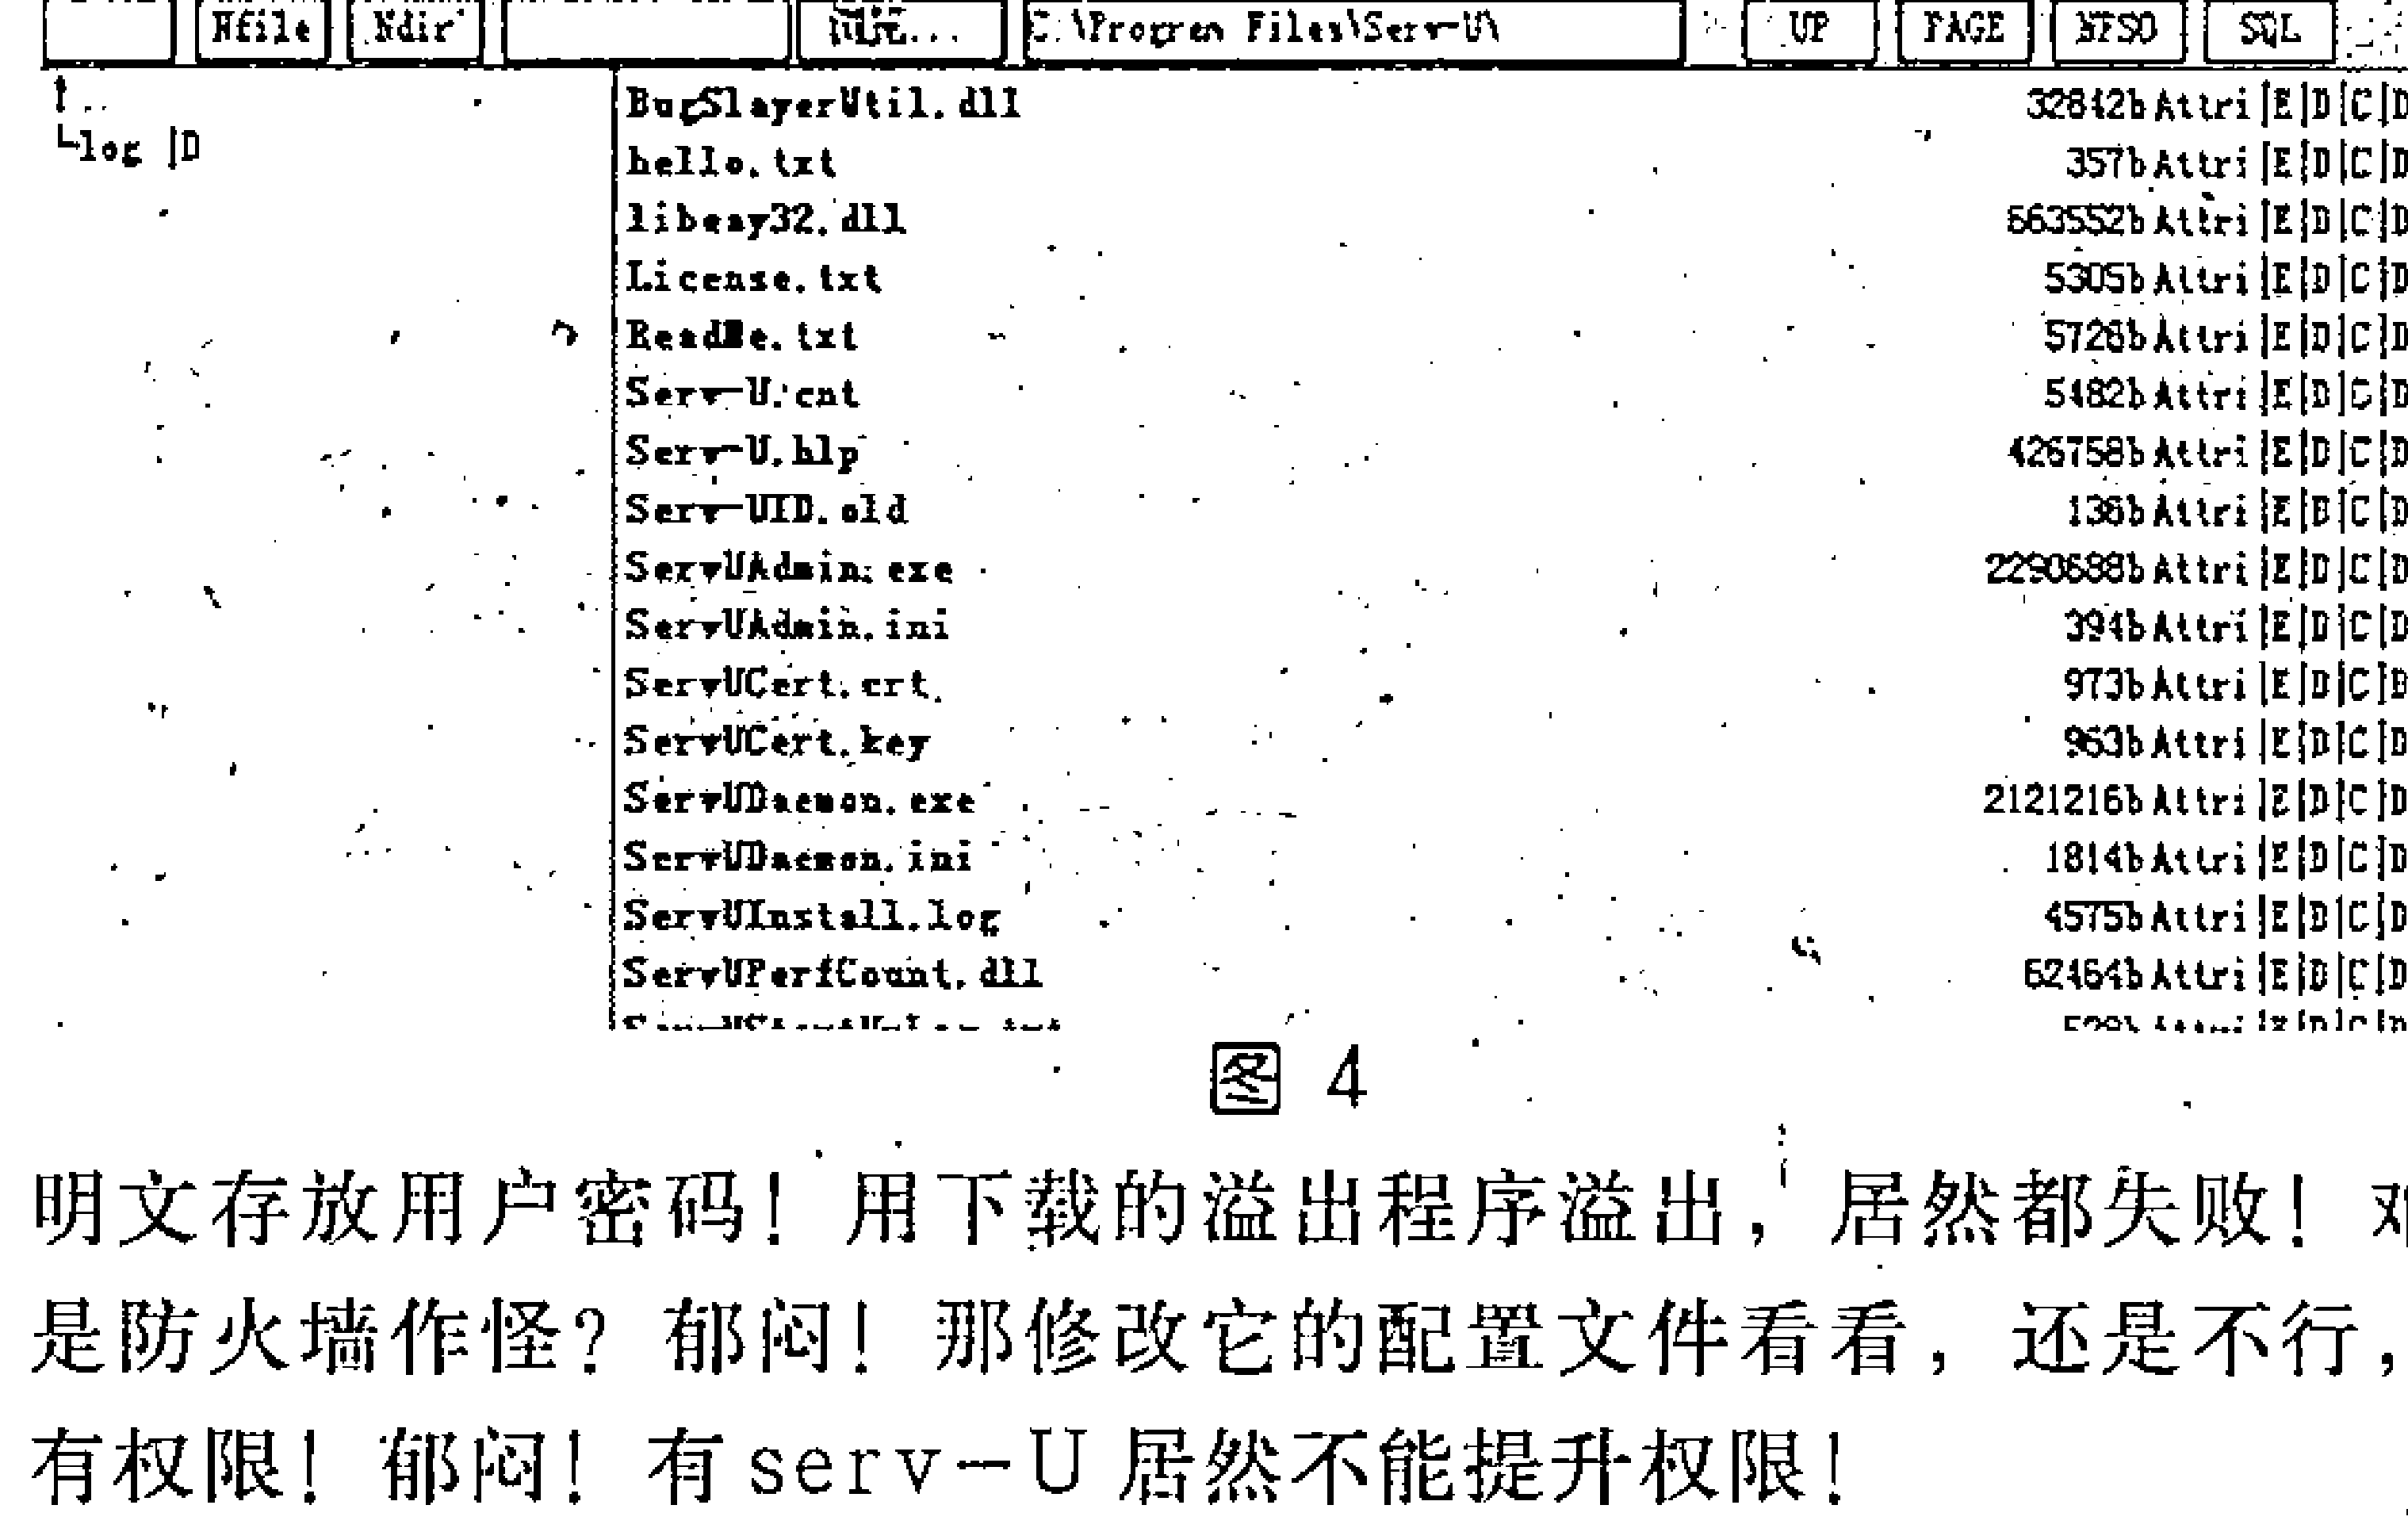 Nfile Ndir 浏览... C:\Program Files\Serv-U\ UP PAGE NFSO SQL
..
log |D
BugSlayerUtil.dll 32842b Attri|E|D|C|D
hello.txt 357b Attri|E|D|C|D
libeay32.dll 663552b Attri|E|D|C|D
License.txt 5305b Attri|E|D|C|D
ReadMe.txt 5726b Attri|E|D|C|D
Serv-U.cnt 5482b Attri|E|D|C|D
Serv-U.hlp 426758b Attri|E|D|C|D
Serv-UID.old 136b Attri|E|D|C|D
ServUAdmin.exe 2290688b Attri|E|D|C|D
ServUAdmin.ini 394b Attri|E|D|C|D
ServUCert.crt 973b Attri|E|D|C|D
ServUCert.key 963b Attri|E|D|C|D
ServUDaemon.exe 2121216b Attri|E|D|C|D
ServUDaemon.ini 1814b Attri|E|D|C|D
ServUInstall.log 4575b Attri|E|D|C|D
ServUPerfCount.dll 62464b Attri|E|D|C|D
图 4
明文存放用户密码！用下载的溢出程序溢出，居然都失败！
是防火墙作怪？郁闷！那修改它的配置文件看看，还是不行，
有权限！郁闷！有serv-U居然不能提升权限！